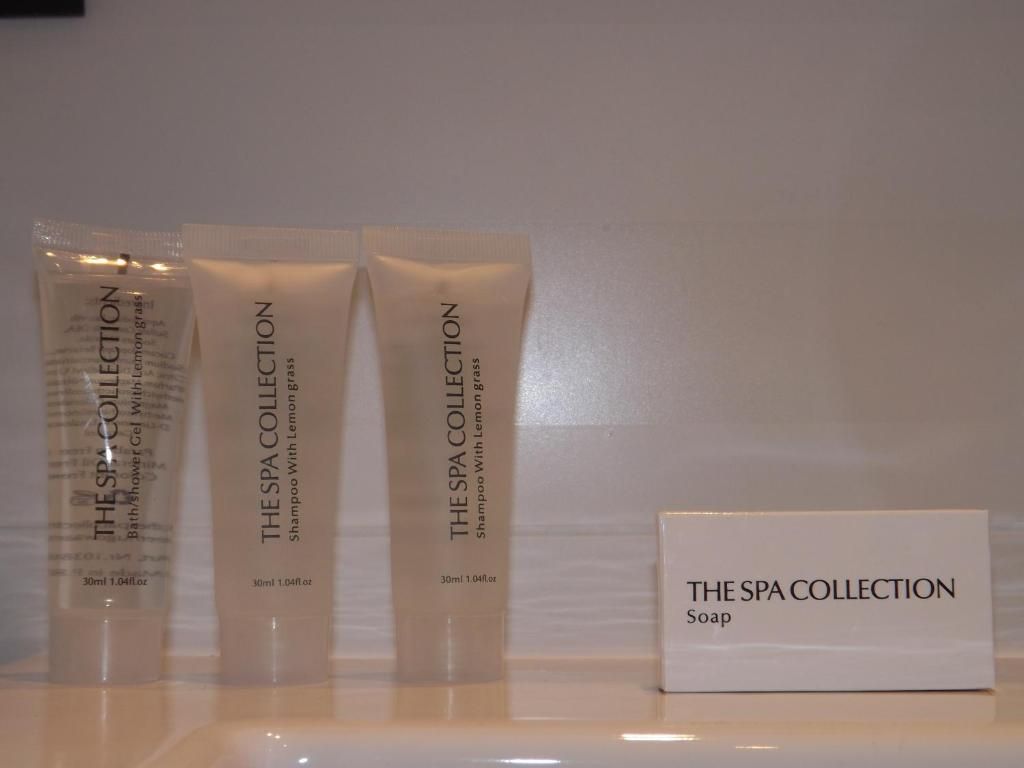 THE SPA COLLECTION
Bath/shower Gel With Lemon grass
30ml 1.04fl.oz
THE SPA COLLECTION
Shampoo With Lemon grass
30ml 1.04fl.oz
THE SPA COLLECTION
Shampoo With Lemon grass
30ml 1.04fl.oz
THE SPA COLLECTION
Soap